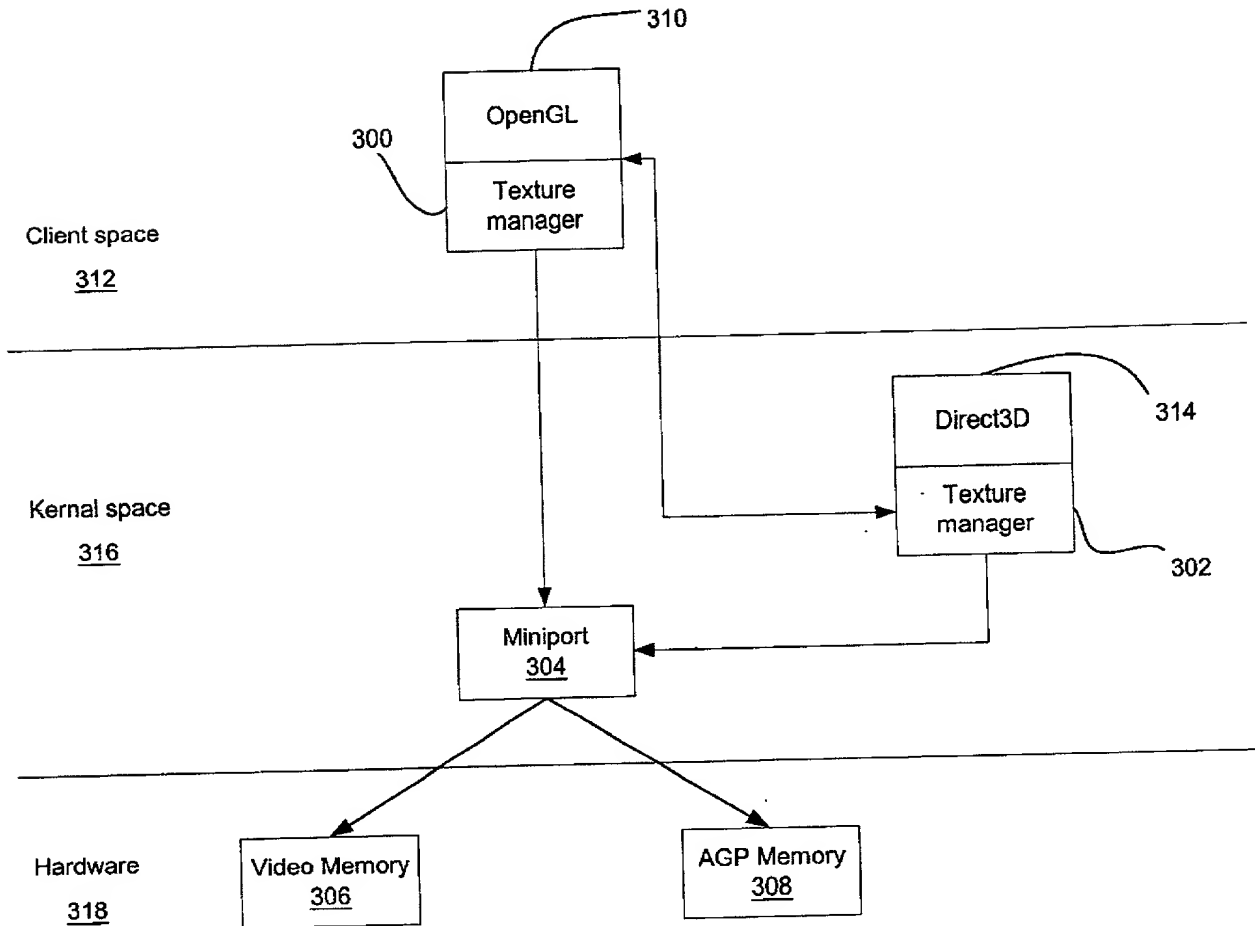 310
OpenGL
300
Texture
manager
Client space
312
314
Direct3D
Kernal space
316
Texture
manager
302
Miniport
304
Hardware
318
Video Memory
306
AGP Memory
308